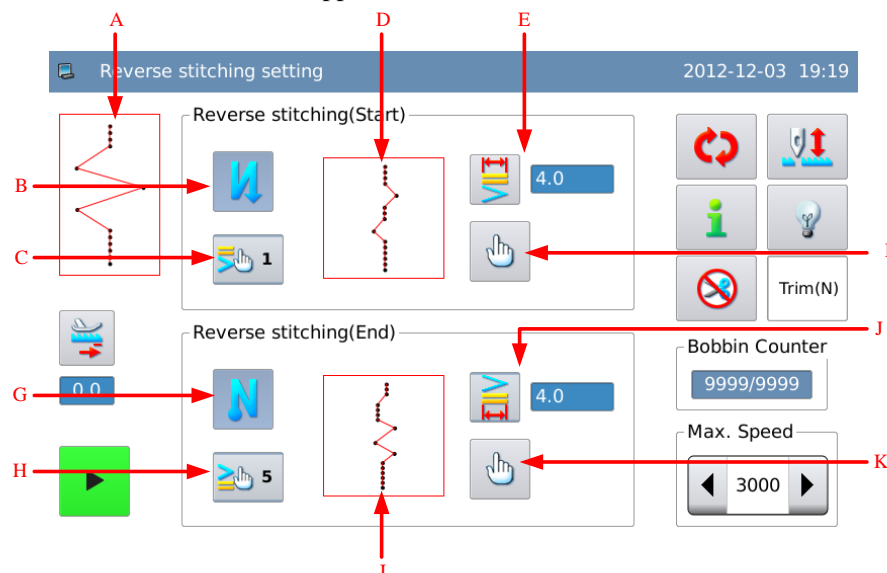 A
D
E
Reverse stitching setting 2012-12-03 19:19
Reverse stitching(Start)
B
4.0
C
1
Trim(N)
Reverse stitching(End)
J
Bobbin Counter
0.0
G
4.0
9999/9999
Max. Speed
H
5
K
3000